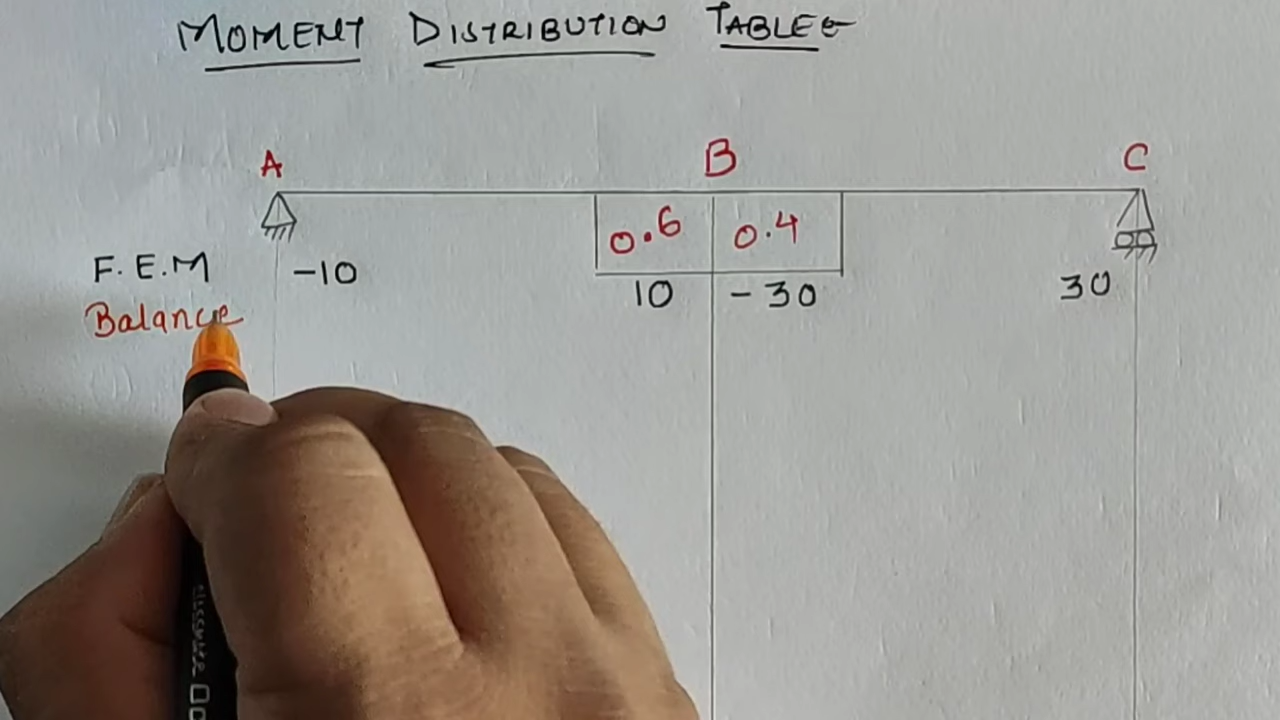 MOMENT DISTRIBUTION TABLE
A B C
0.6 0.4
F.E.M -10 10 -30 30
Balance